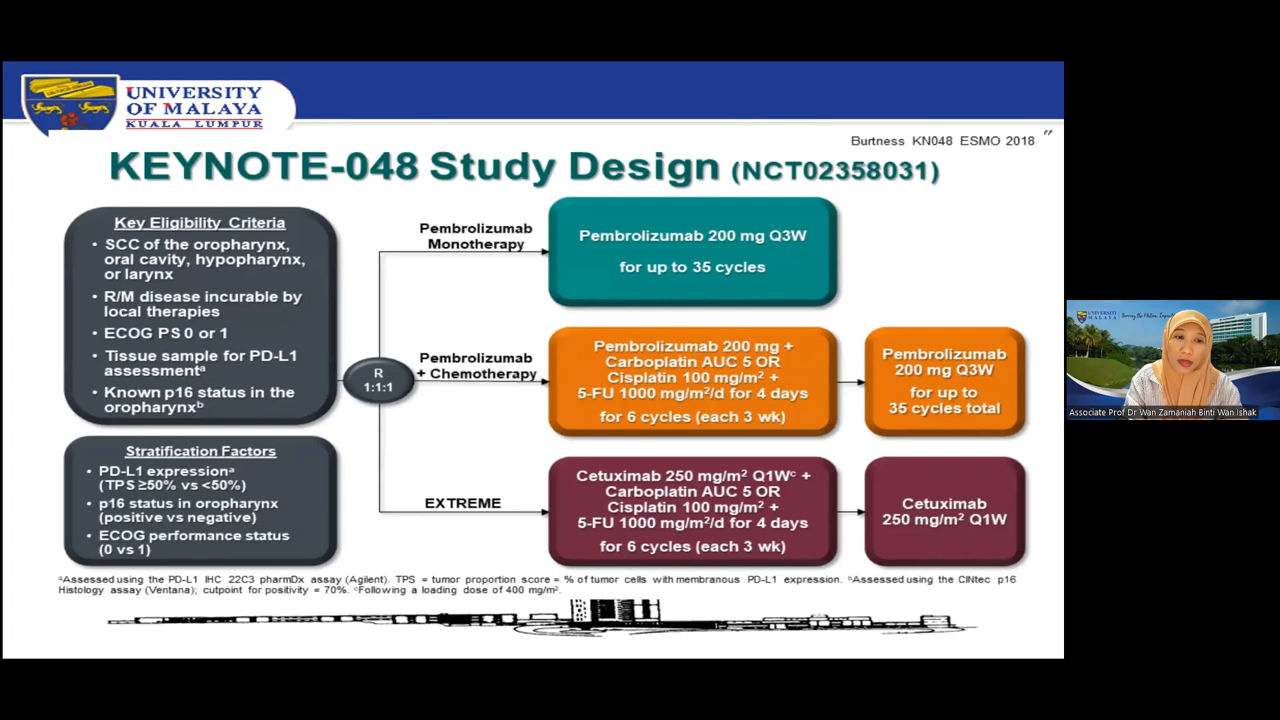 UNIVERSITY
OF MALAYA
KUALA LUMPUR
Burtness KN048 ESMO 2018 ″
KEYNOTE-048 Study Design (NCT02358031)
Key Eligibility Criteria
• SCC of the oropharynx,
oral cavity, hypopharynx,
or larynx
• R/M disease incurable by
local therapies
• ECOG PS 0 or 1
• Tissue sample for PD-L1
assessmentᵃ
• Known p16 status in the
oropharynxᵇ
Stratification Factors
• PD-L1 expressionᵃ
(TPS ≥50% vs <50%)
• p16 status in oropharynx
(positive vs negative)
• ECOG performance status
(0 vs 1)
R
1:1:1
Pembrolizumab
Monotherapy
Pembrolizumab 200 mg Q3W
for up to 35 cycles
Pembrolizumab
+ Chemotherapy
Pembrolizumab 200 mg +
Carboplatin AUC 5 OR
Cisplatin 100 mg/m² +
5-FU 1000 mg/m²/d for 4 days
for 6 cycles (each 3 wk)
Pembrolizumab
200 mg Q3W
for up to
35 cycles total
EXTREME
Cetuximab 250 mg/m² Q1Wᶜ +
Carboplatin AUC 5 OR
Cisplatin 100 mg/m² +
5-FU 1000 mg/m²/d for 4 days
for 6 cycles (each 3 wk)
Cetuximab
250 mg/m² Q1W
ᵃAssessed using the PD-L1 IHC 22C3 pharmDx assay (Agilent). TPS = tumor proportion score = % of tumor cells with membranous PD-L1 expression. ᵇAssessed using the CINtec p16
Histology assay (Ventana); cutpoint for positivity = 70%. ᶜFollowing a loading dose of 400 mg/m².
UNIVERSITY
OF MALAYA
Associate Prof Dr Wan Zamaniah Binti Wan Ishak